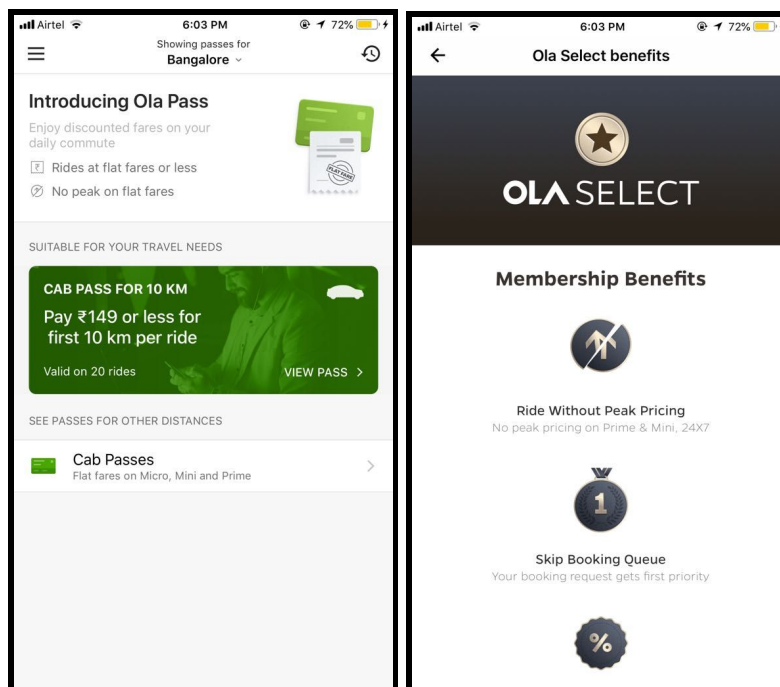 Airtel 6:03 PM 72%
Showing passes for
Bangalore
Introducing Ola Pass
Enjoy discounted fares on your
daily commute
₹ Rides at flat fares or less
No peak on flat fares
FLAT FARE
SUITABLE FOR YOUR TRAVEL NEEDS
CAB PASS FOR 10 KM
Pay ₹149 or less for
first 10 km per ride
Valid on 20 rides VIEW PASS >
SEE PASSES FOR OTHER DISTANCES
Cab Passes
Flat fares on Micro, Mini and Prime
Airtel 6:03 PM 72%
Ola Select benefits
OLA SELECT
Membership Benefits
Ride Without Peak Pricing
No peak pricing on Prime & Mini, 24X7
1
Skip Booking Queue
Your booking request gets first priority
%